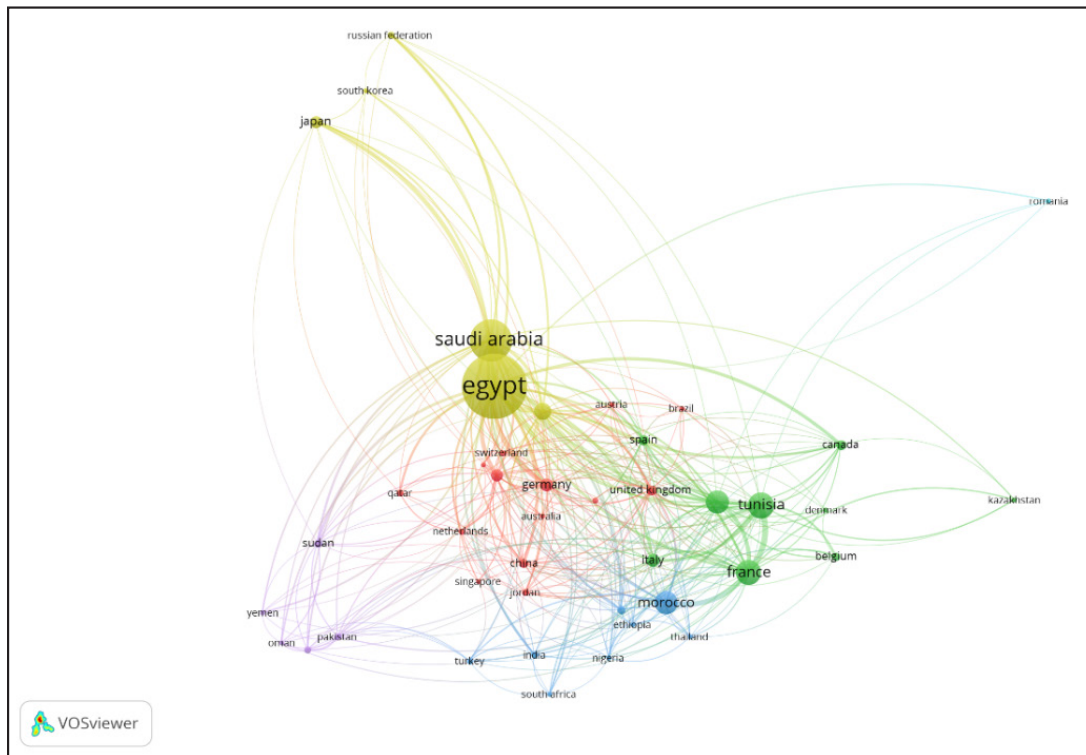 russian federation
south korea
japan
romania
saudi arabia
egypt
austria
brazil
spain
canada
switzerland
germany
united kingdom
qatar
tunisia
kazakhstan
denmark
australia
netherlands
sudan
belgium
italy
china
france
singapore
jordan
morocco
yemen
ethiopia
oman
pakistan
thailand
turkey
india
nigeria
south africa
VOSviewer